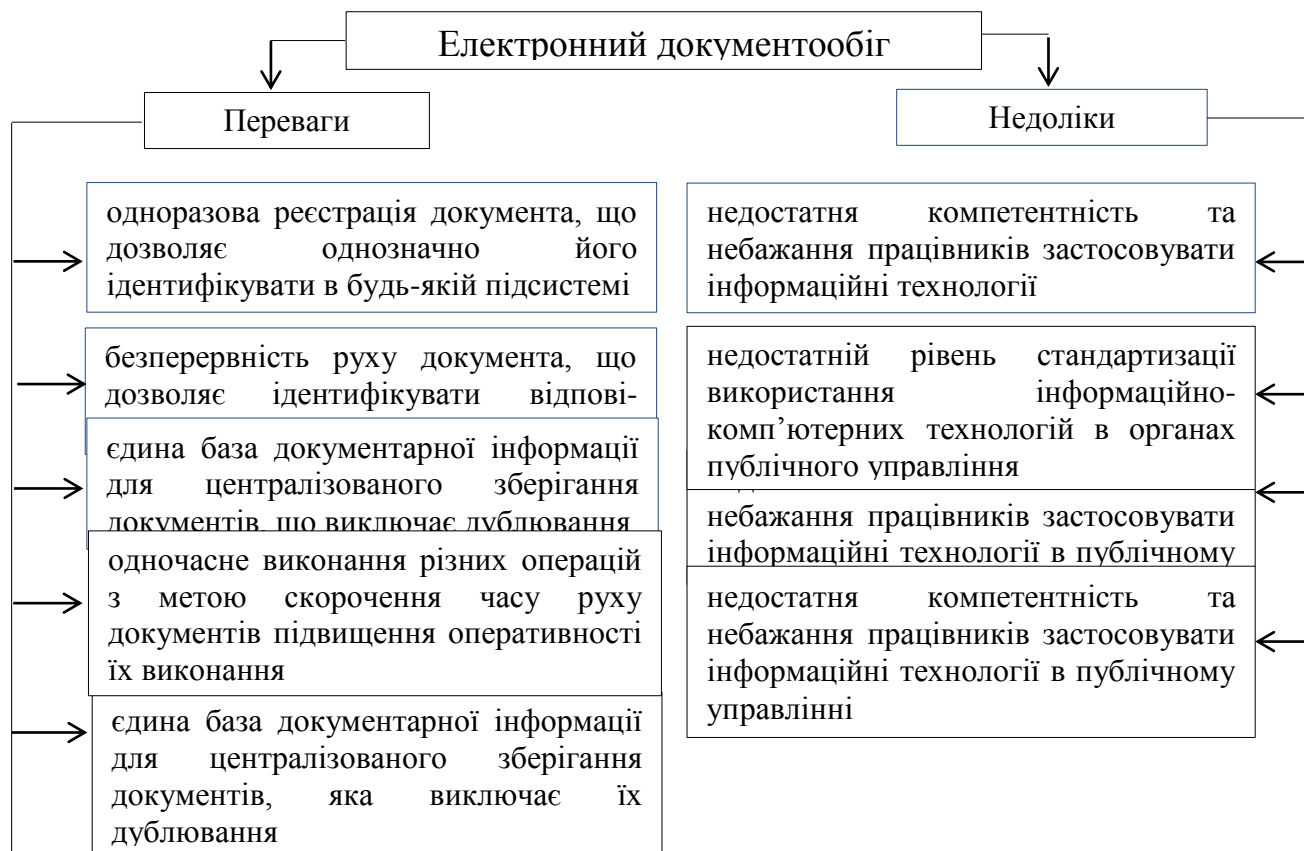 Електронний документообіг
Переваги
Недоліки
одноразова реєстрація документа, що
дозволяє однозначно його
ідентифікувати в будь-якій підсистемі
безперервність руху документа, що
дозволяє ідентифікувати відпові-
єдина база документарної інформації
для централізованого зберігання
документів, що виключає дублювання
одночасне виконання різних операцій
з метою скорочення часу руху
документів підвищення оперативності
їх виконання
єдина база документарної інформації
для централізованого зберігання
документів, яка виключає їх
дублювання
недостатня компетентність та
небажання працівників застосовувати
інформаційні технології
недостатній рівень стандартизації
використання інформаційно-
комп’ютерних технологій в органах
публічного управління
небажання працівників застосовувати
інформаційні технології в публічному
недостатня компетентність та
небажання працівників застосовувати
інформаційні технології в публічному
управлінні